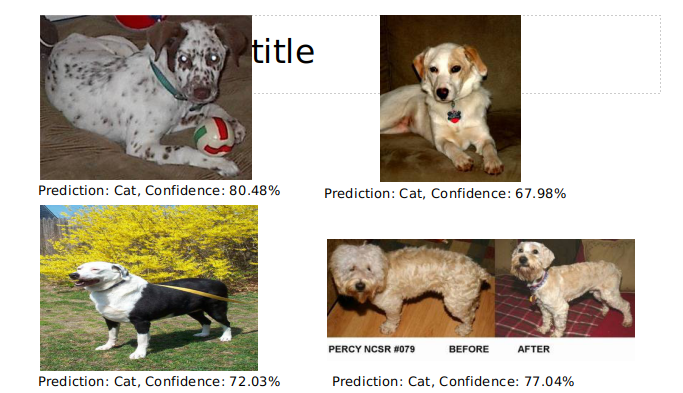 title
Prediction: Cat, Confidence: 80.48%
Prediction: Cat, Confidence: 67.98%
Prediction: Cat, Confidence: 72.03%
PERCY NCSR #079 BEFORE AFTER
Prediction: Cat, Confidence: 77.04%